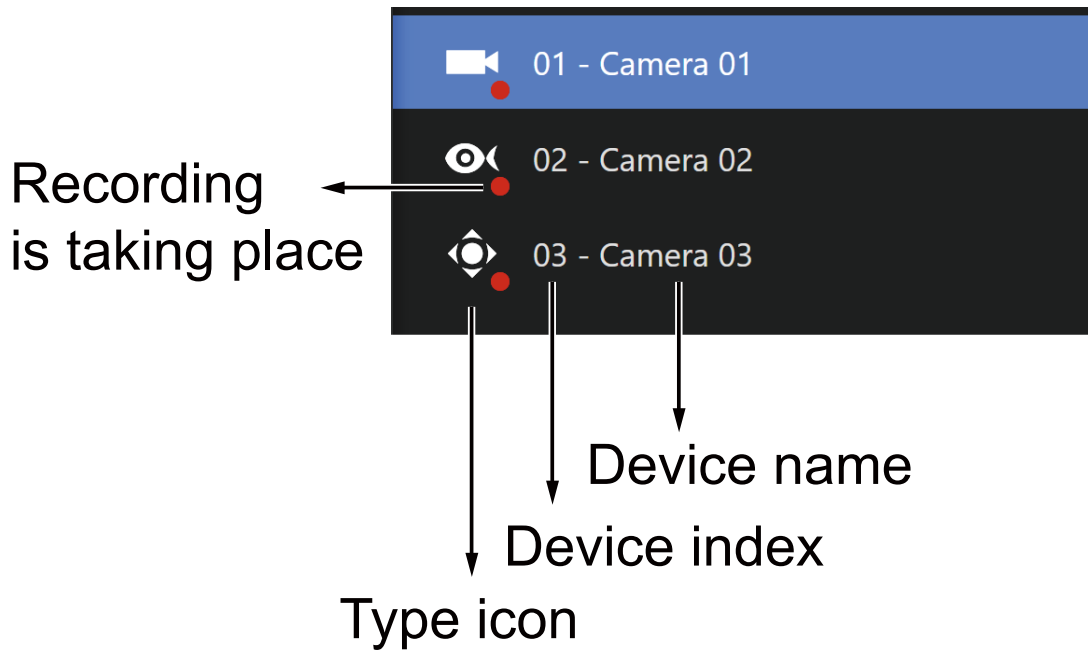 01 - Camera 01
02 - Camera 02
03 - Camera 03
Recording
is taking place
Device name
Device index
Type icon